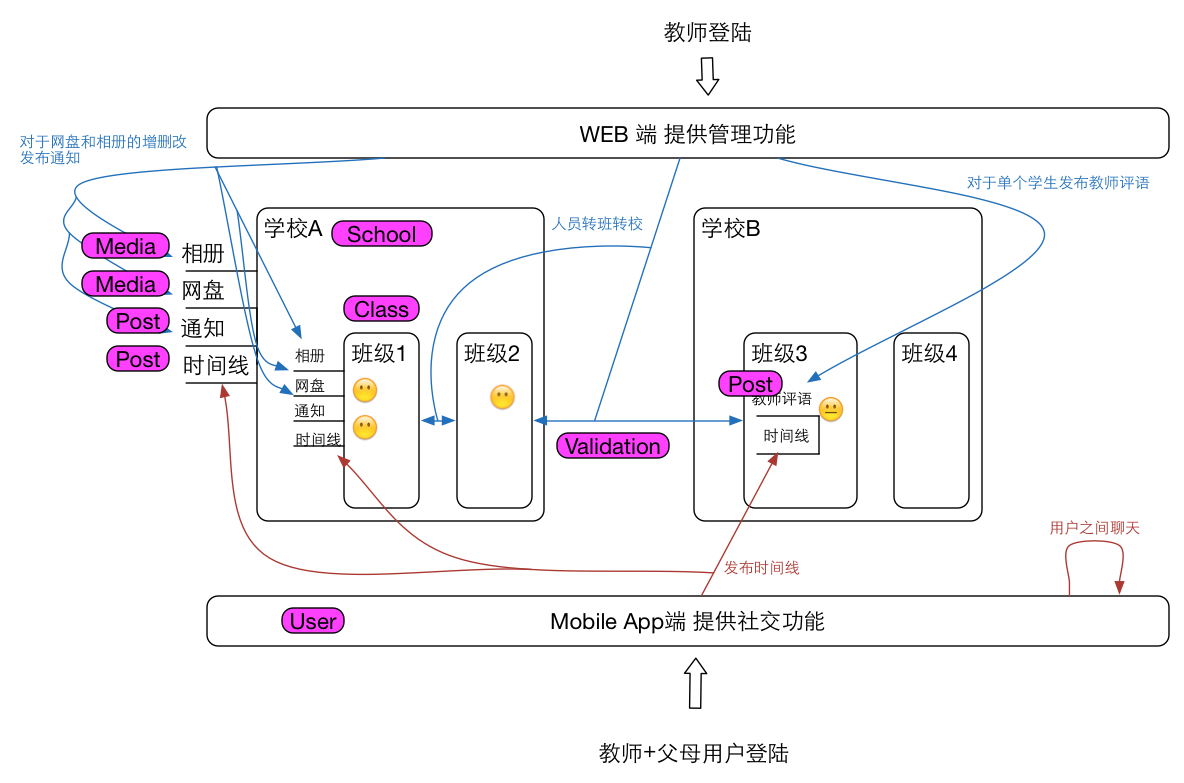 教师登陆
WEB 端 提供管理功能
对于网盘和相册的增删改
发布通知
对于单个学生发布教师评语
学校A
School
人员转班转校
学校B
Media
相册
Media
网盘
Post
通知
Post
时间线
Class
相册
网盘
通知
时间线
班级1
班级2
班级3
班级4
Post
教师评语
时间线
Validation
用户之间聊天
发布时间线
User
Mobile App端 提供社交功能
教师+父母用户登陆